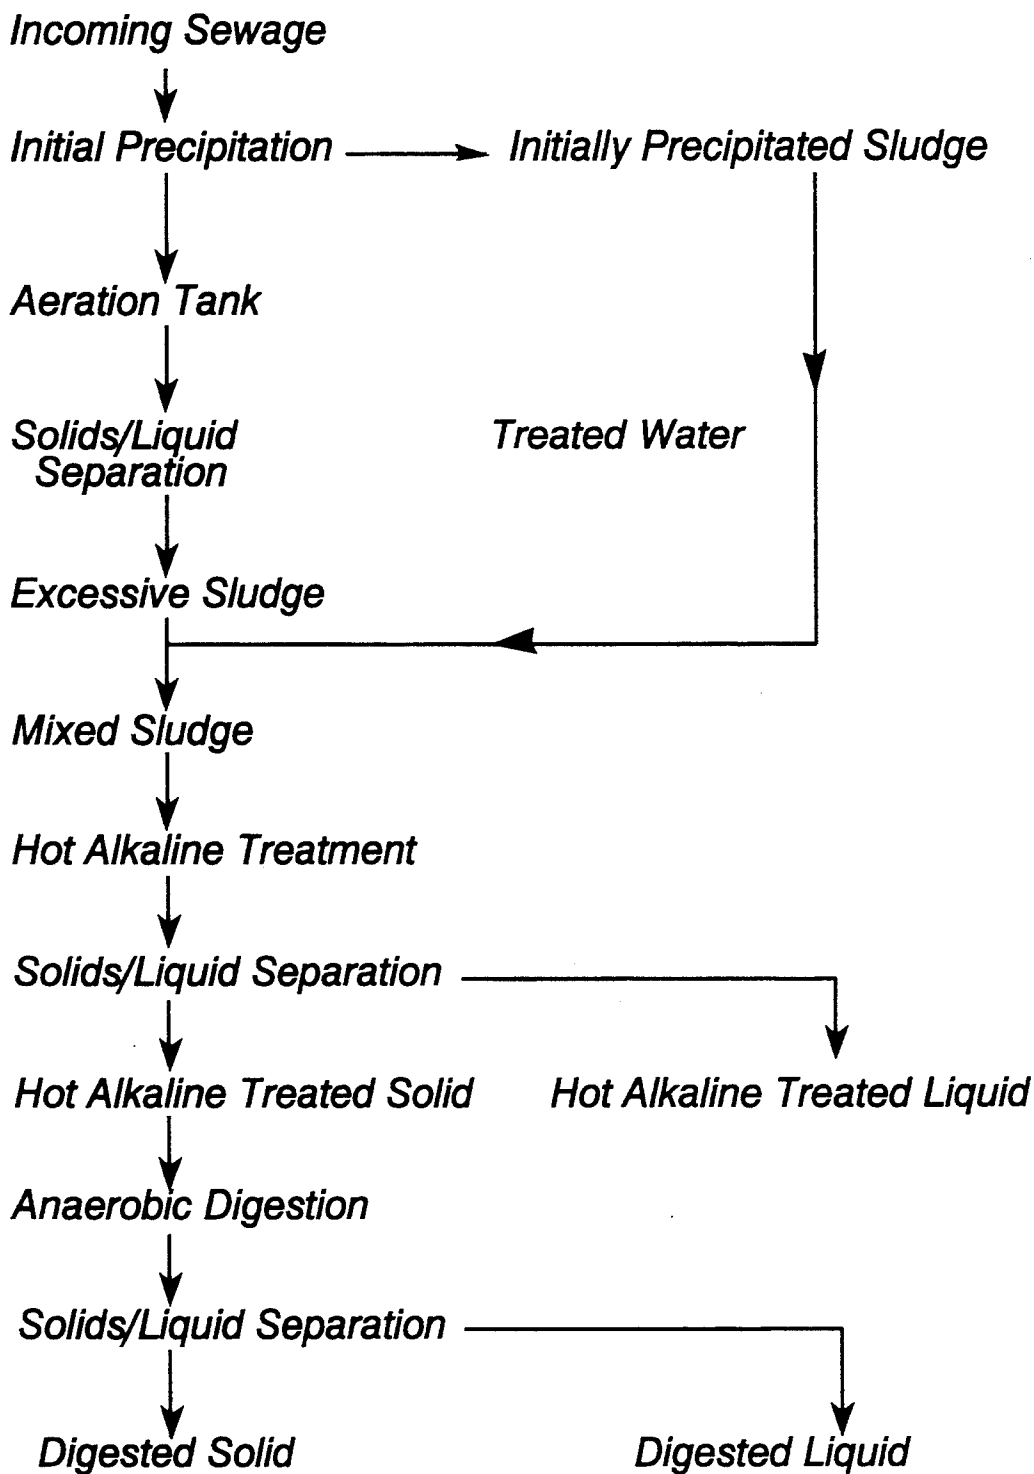 Incoming Sewage
Initial Precipitation
Initially Precipitated Sludge
Aeration Tank
Solids/Liquid
Separation
Treated Water
Excessive Sludge
Mixed Sludge
Hot Alkaline Treatment
Solids/Liquid Separation
Hot Alkaline Treated Solid
Hot Alkaline Treated Liquid
Anaerobic Digestion
Solids/Liquid Separation
Digested Solid
Digested Liquid